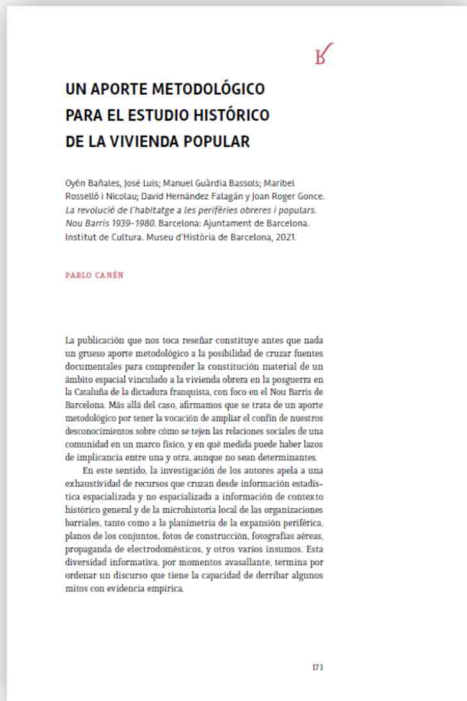 UN APORTE METODOLÓGICO
PARA EL ESTUDIO HISTÓRICO
DE LA VIVIENDA POPULAR
Oyón Bañales, José Luis; Manuel Guàrdia Bassols; Maribel
Rosselló i Nicolau; David Hernández Falagán y Joan Roger Gonce.
La revolució de l'habitatge a les perifèries obreres i populars.
Nou Barris 1939-1980. Barcelona: Ajuntament de Barcelona.
Institut de Cultura. Museu d'Història de Barcelona, 2021.
PABLO CANÉN
La publicación que nos toca reseñar constituye antes que nada
un grueso aporte metodológico a la posibilidad de cruzar fuentes
documentales para comprender la constitución material de un
ámbito espacial vinculado a la vivienda obrera en la posguerra en
la Cataluña de la dictadura franquista, con foco en el Nou Barris de
Barcelona. Más allá del caso, afirmamos que se trata de un aporte
metodológico por tener la vocación de ampliar el confín de nuestros
desconocimientos sobre cómo se tejen las relaciones sociales de una
comunidad en un marco físico, y en qué medida puede haber lazos
de implicancia entre una y otra, aunque no sean determinantes.
En este sentido, la investigación de los autores apela a una
exhaustividad de recursos que cruzan desde información estadís-
tica espacializada y no espacializada a información de contexto
histórico general y de la microhistoria local de las organizaciones
barriales, tanto como a la planimetría de la expansión periférica,
planos de los conjuntos, fotos de construcción, fotografías aéreas,
propaganda de electrodomésticos, y otros varios insumos. Esta
diversidad informativa, por momentos avasallante, termina por
ordenar un discurso que tiene la capacidad de derribar algunos
mitos con evidencia empírica.
171